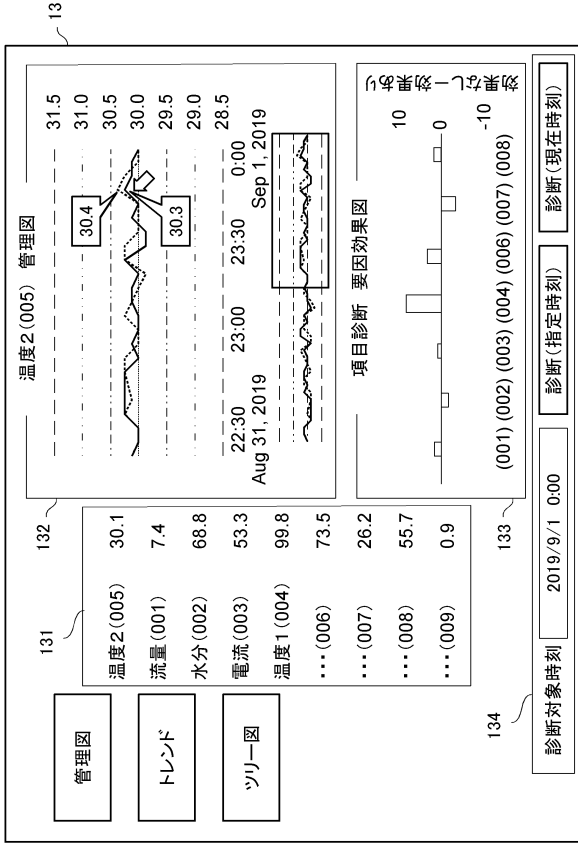 13
管理図
トレンド
ツリー図
131
温度2(005) 30.1
流量(001) 7.4
水分(002) 68.8
電流(003) 53.3
温度1(004) 99.8
・・・(006) 73.5
・・・(007) 26.2
・・・(008) 55.7
・・・(009) 0.9
132
温度2(005) 管理図
31.5
31.0
30.5
30.0
29.5
29.0
28.5
30.4
30.3
22:30 23:00 23:30 0:00
Aug 31, 2019 Sep 1, 2019
133
項目診断 要因効果図
効果なし―効果あり
10
0
-10
(001) (002) (003) (004) (006) (007) (008)
134
診断対象時刻 2019/9/1 0:00 診断(指定時刻) 診断(現在時刻)